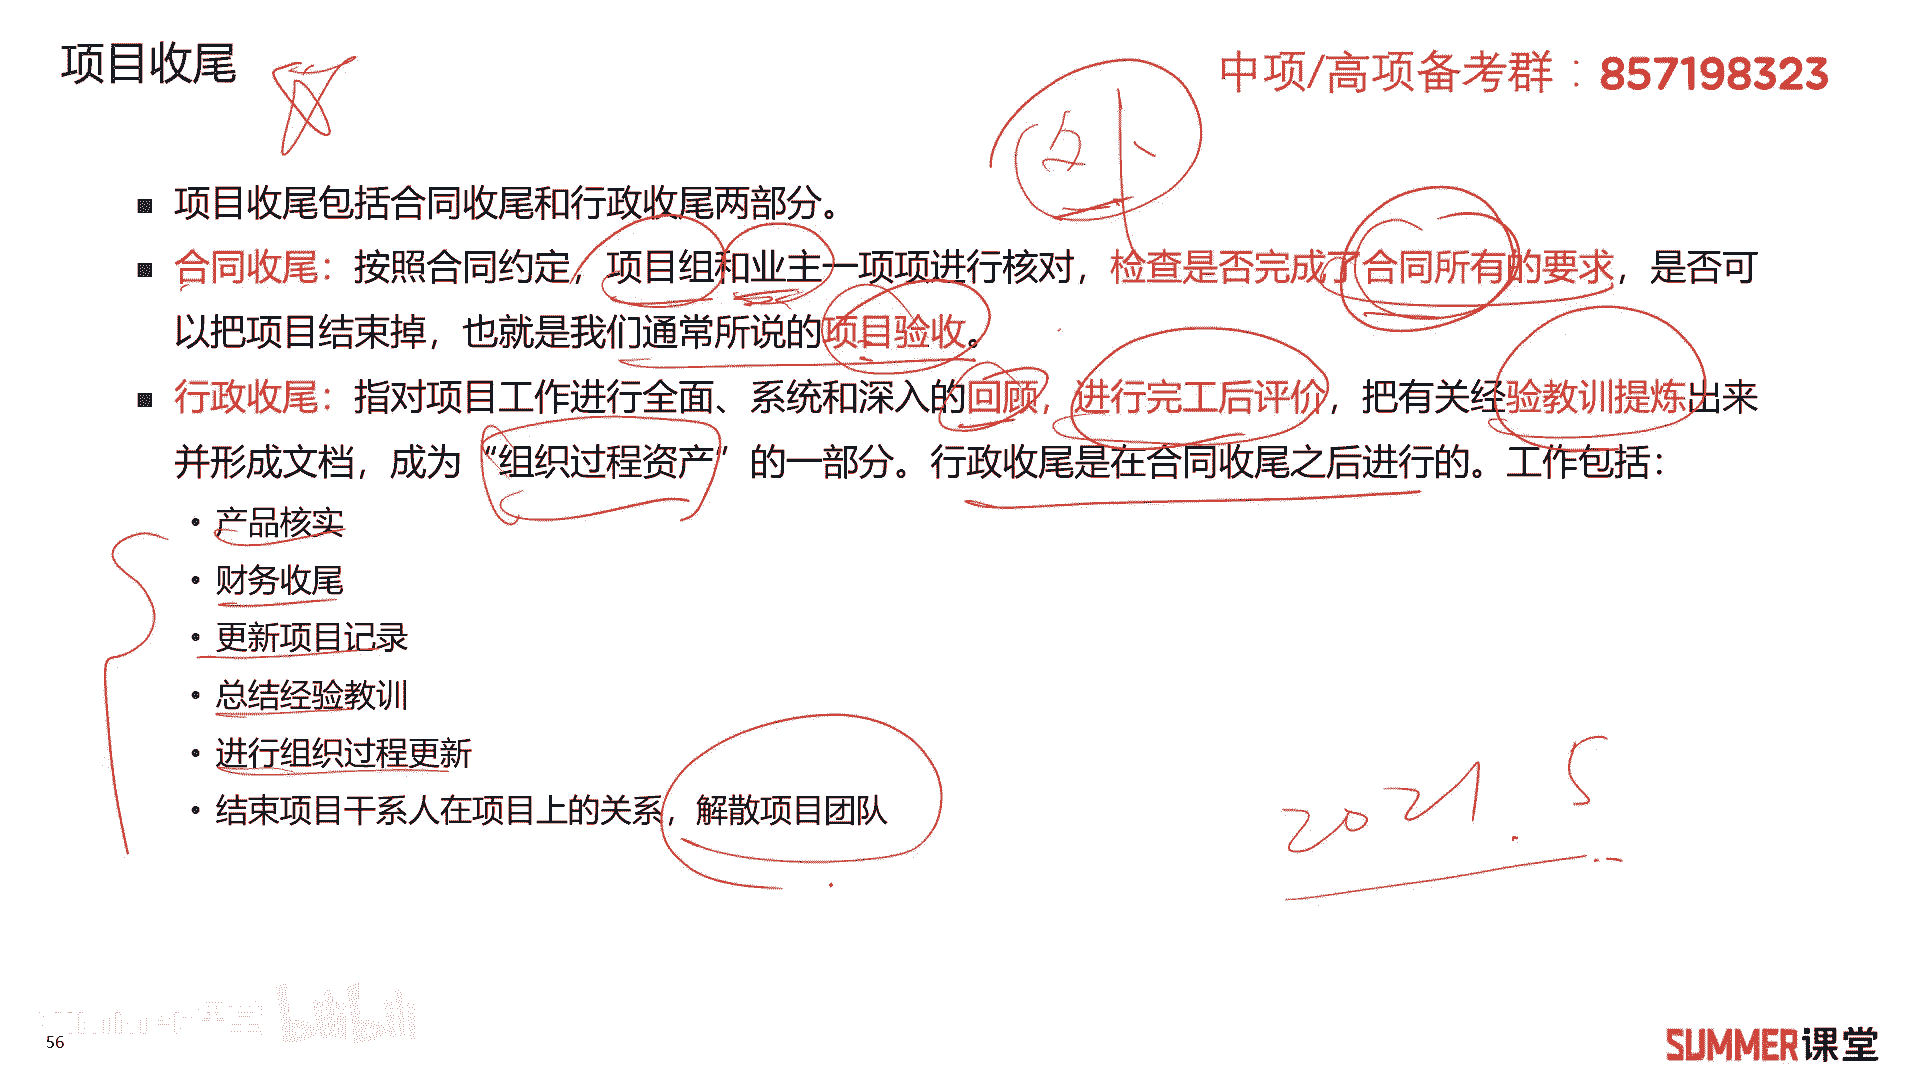 项目收尾
中项/高项备考群：857198323
外
■ 项目收尾包括合同收尾和行政收尾两部分。
■ 合同收尾：按照合同约定，项目组和业主一项项进行核对，检查是否完成了合同所有的要求，是否可
以把项目结束掉，也就是我们通常所说的项目验收。
■ 行政收尾：指对项目工作进行全面、系统和深入的回顾，进行完工后评价，把有关经验教训提炼出来
并形成文档，成为“组织过程资产”的一部分。行政收尾是在合同收尾之后进行的。工作包括：
• 产品核实
• 财务收尾
• 更新项目记录
• 总结经验教训
• 进行组织过程更新
• 结束项目干系人在项目上的关系，解散项目团队
2021.5
56
SUMMER课堂